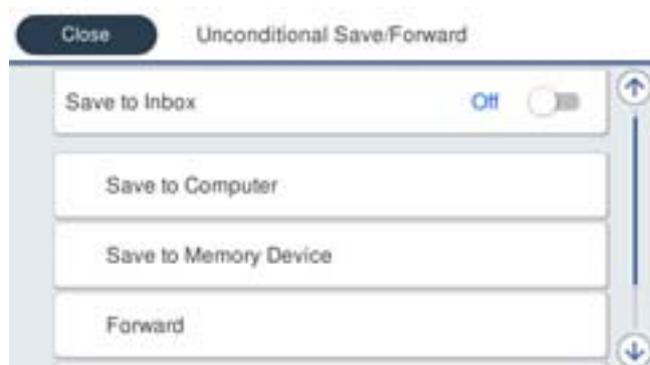 Close Unconditional Save/Forward
Save to Inbox Off
Save to Computer
Save to Memory Device
Forward